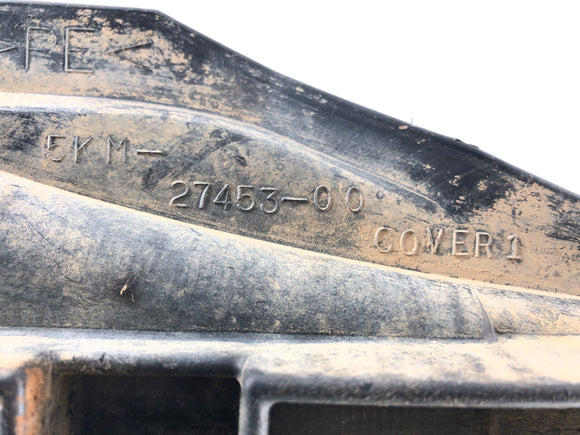 >PE<
5KM-
27453-00
COVER 1